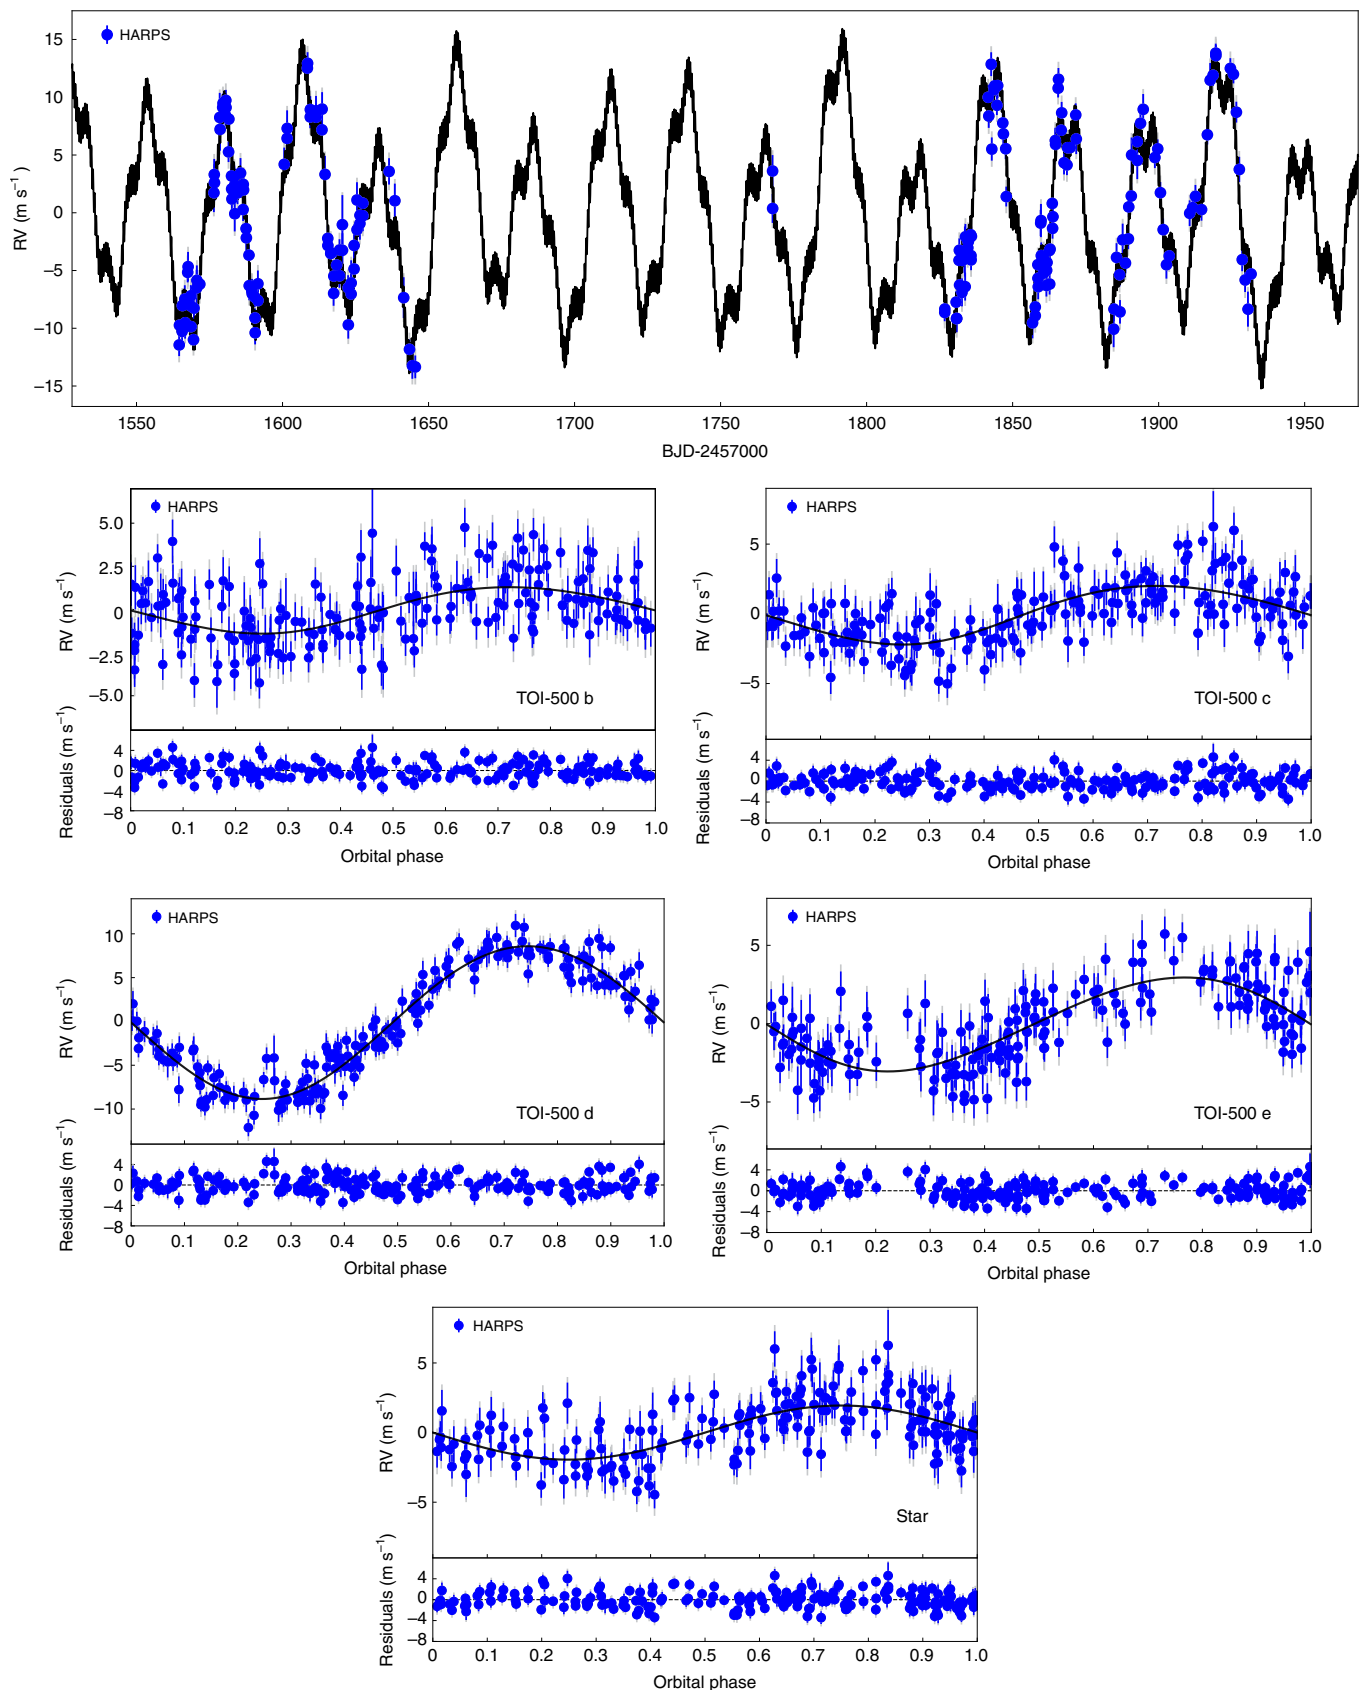 HARPS
RV (m s⁻¹)
15
10
5
0
−5
−10
−15
1550 1600 1650 1700 1750 1800 1850 1900 1950
BJD-2457000
HARPS
RV (m s⁻¹)
5.0
2.5
0
−2.5
−5.0
TOI-500 b
Residuals (m s⁻¹)
4
0
−4
−8
0 0.1 0.2 0.3 0.4 0.5 0.6 0.7 0.8 0.9 1.0
Orbital phase
HARPS
RV (m s⁻¹)
5
0
−5
TOI-500 c
Residuals (m s⁻¹)
4
0
−4
−8
0 0.1 0.2 0.3 0.4 0.5 0.6 0.7 0.8 0.9 1.0
Orbital phase
HARPS
RV (m s⁻¹)
10
5
0
−5
−10
TOI-500 d
Residuals (m s⁻¹)
4
0
−4
−8
0 0.1 0.2 0.3 0.4 0.5 0.6 0.7 0.8 0.9 1.0
Orbital phase
HARPS
RV (m s⁻¹)
5
0
−5
TOI-500 e
Residuals (m s⁻¹)
4
0
−4
−8
0 0.1 0.2 0.3 0.4 0.5 0.6 0.7 0.8 0.9 1.0
Orbital phase
HARPS
RV (m s⁻¹)
5
0
−5
Star
Residuals (m s⁻¹)
4
0
−4
−8
0 0.1 0.2 0.3 0.4 0.5 0.6 0.7 0.8 0.9 1.0
Orbital phase